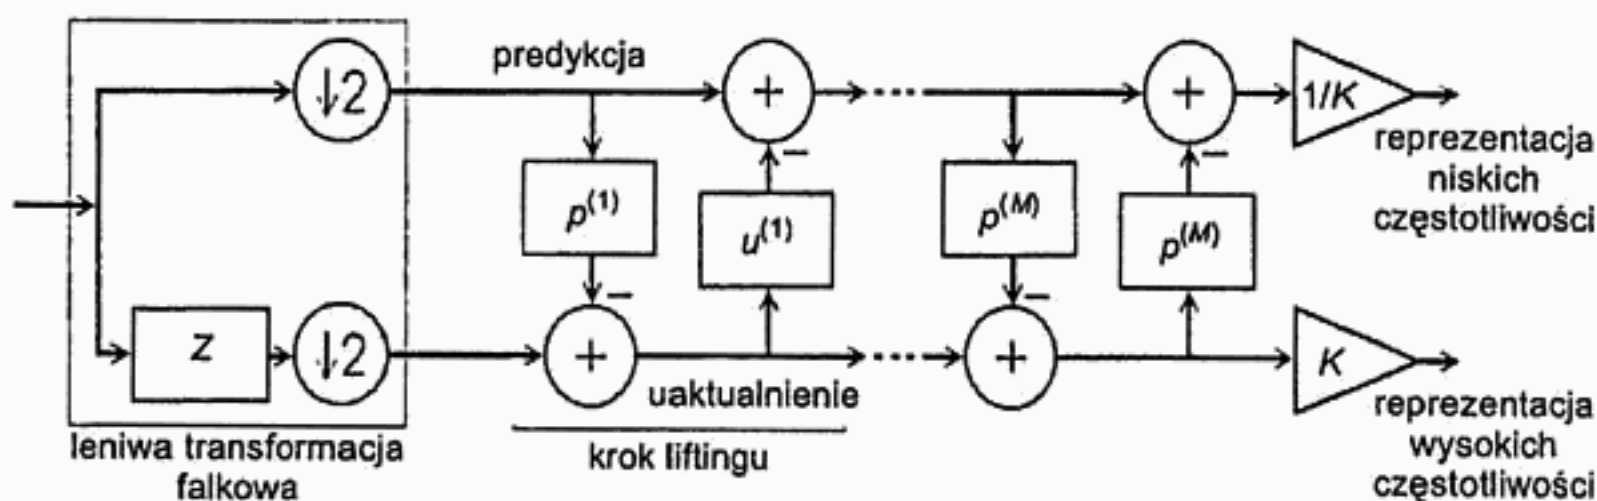 predykcja
↓2
+
+
1/K
reprezentacja
niskich
częstotliwości
p(1)
u(1)
p(M)
p(M)
–
–
–
–
z
↓2
+
+
K
uaktualnienie
krok liftingu
leniwa transformacja
falkowa
reprezentacja
wysokich
częstotliwości